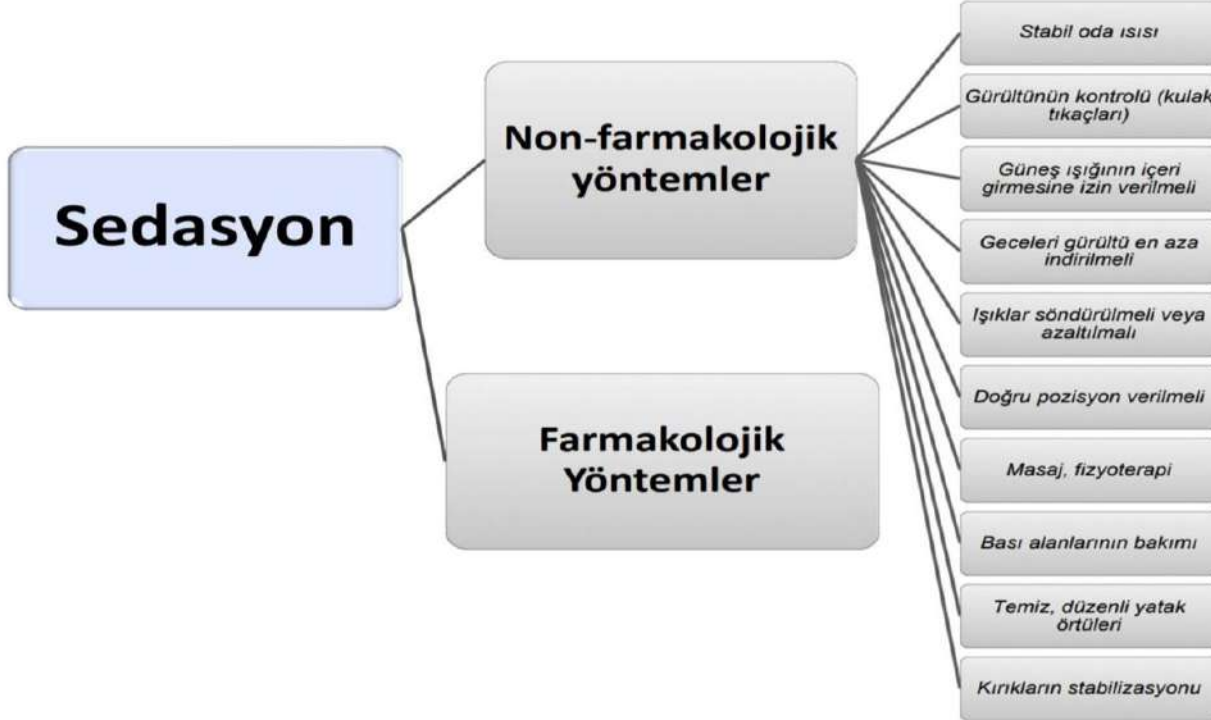 Sedasyon
Non-farmakolojik
yöntemler
Farmakolojik
Yöntemler
Stabil oda ısısı
Gürültünün kontrolü (kulak
tıkaçları)
Güneş ışığının içeri
girmesine izin verilmeli
Geceleri gürültü en aza
indirilmeli
Işıklar söndürülmeli veya
azaltılmalı
Doğru pozisyon verilmeli
Masaj, fizyoterapi
Bası alanlarının bakımı
Temiz, düzenli yatak
örtüleri
Kırıkların stabilizasyonu